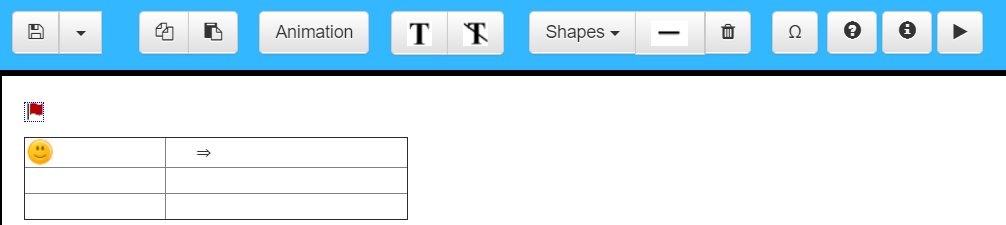 Animation T T Shapes Ω
⇒